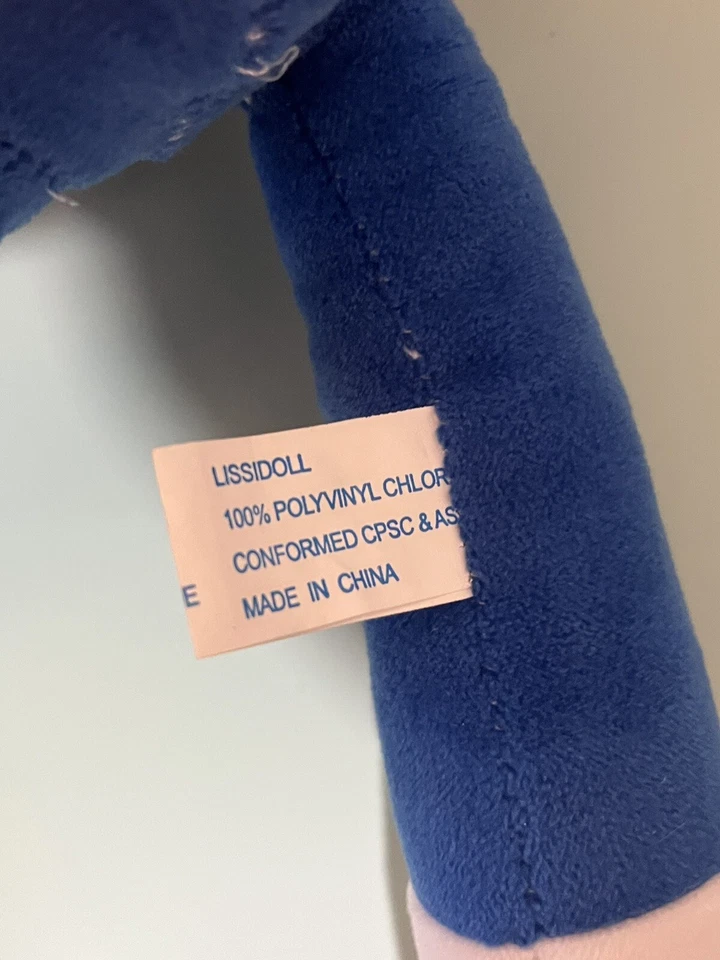 LISSIDOLL
100% POLYVINYL CHLOR
CONFORMED CPSC & AS
MADE IN CHINA
E